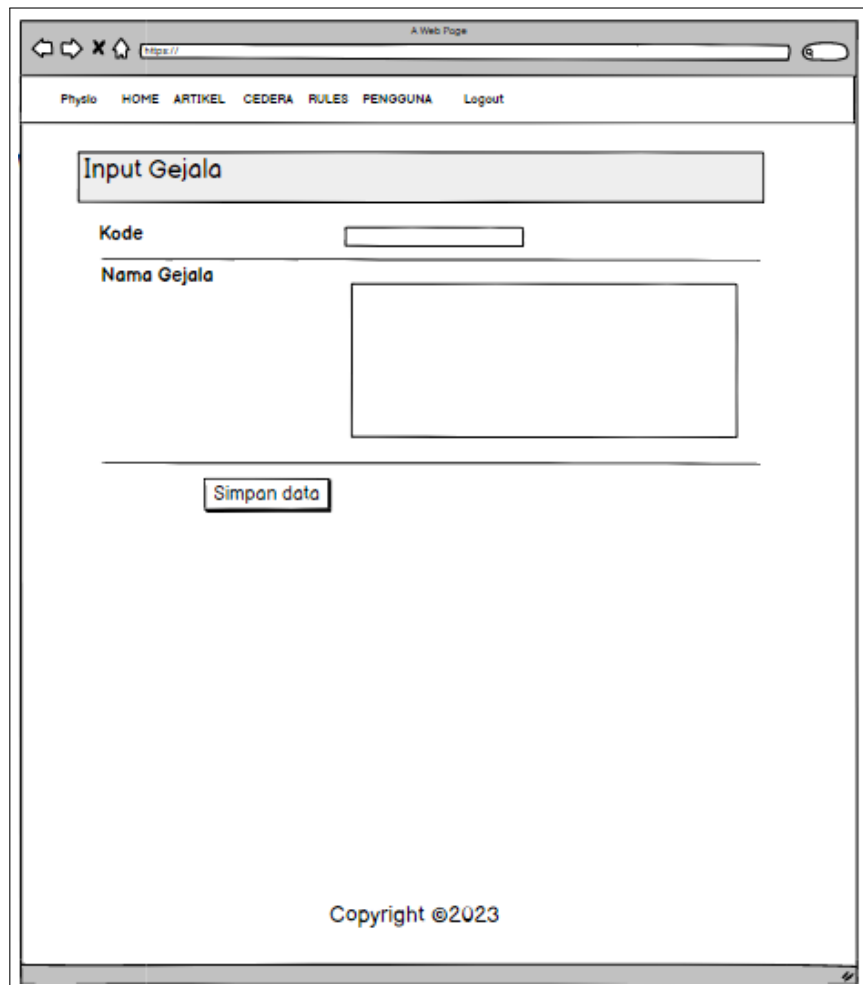 A Web Page
https://
Physio HOME ARTIKEL CEDERA RULES PENGGUNA Logout
Input Gejala
Kode
Nama Gejala
Simpan data
Copyright ©2023